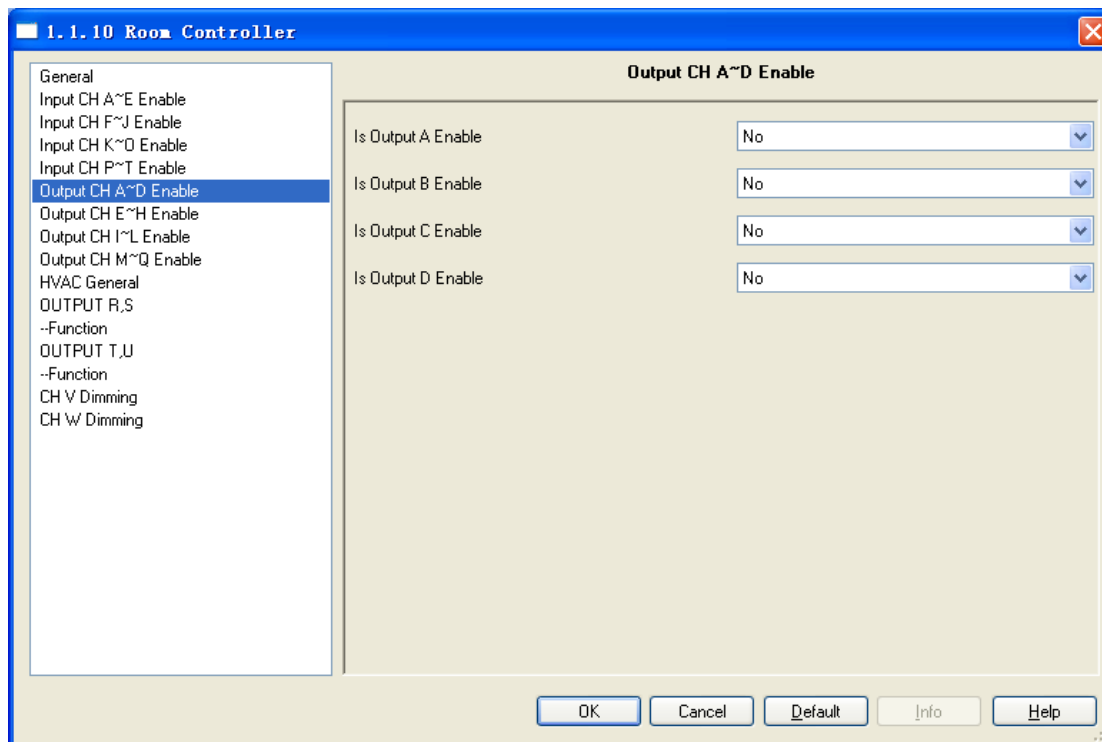 1.1.10 Room Controller
General
Input CH A~E Enable
Input CH F~J Enable
Input CH K~O Enable
Input CH P~T Enable
Output CH A~D Enable
Output CH E~H Enable
Output CH I~L Enable
Output CH M~Q Enable
HVAC General
OUTPUT R,S
--Function
OUTPUT T,U
--Function
CH V Dimming
CH W Dimming
Output CH A~D Enable
Is Output A Enable No
Is Output B Enable No
Is Output C Enable No
Is Output D Enable No
OK Cancel Default Info Help